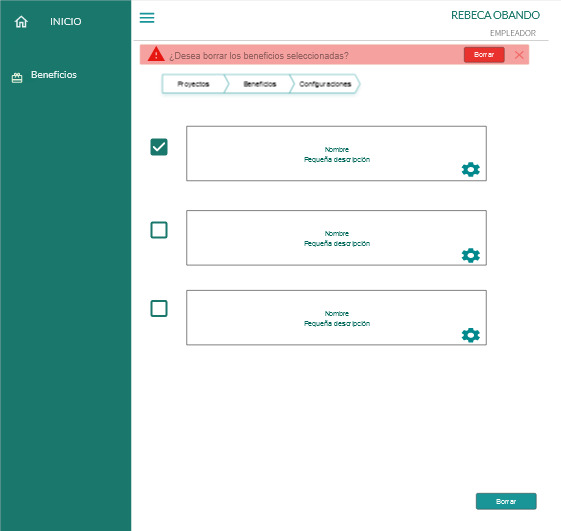 INICIO
Beneficios
REBECA OBANDO
EMPLEADOR
¿Desea borrar los beneficios seleccionadas?
Borrar
Proyectos
Beneficios
Configuraciones
Nombre
Pequeña descripción
Nombre
Pequeña descripción
Nombre
Pequeña descripción
Borrar